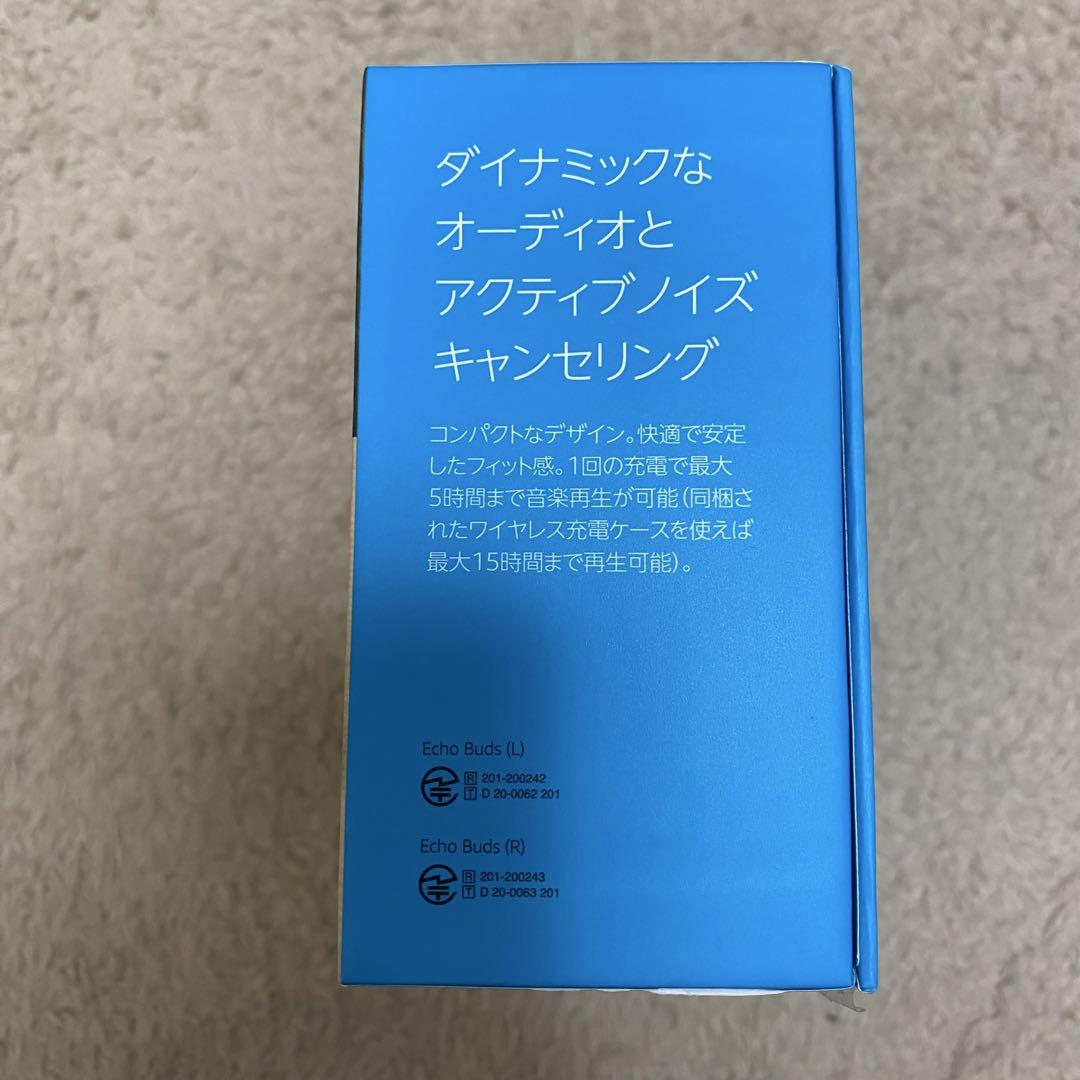 ダイナミックな
オーディオと
アクティブノイズ
キャンセリング
コンパクトなデザイン。快適で安定
したフィット感。1回の充電で最大
5時間まで音楽再生が可能(同梱さ
れたワイヤレス充電ケースを使えば
最大15時間まで再生可能)。
Echo Buds (L)
R 201-200242
T D 20-0062 201
Echo Buds (R)
R 201-200243
T D 20-0063 201